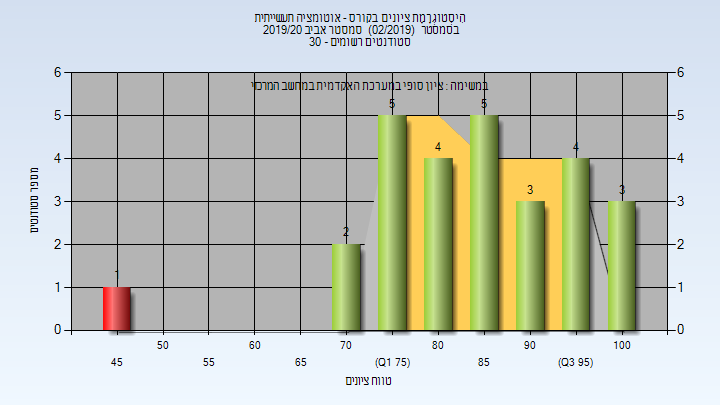 הִיסְטוֹגְרָמַת ציונים בקורס - אוטומציה תעשייתית
בסמסטר (02/2019) סמסטר אביב 2019/20
סטודנטים רשומים - 30
במשימה : ציון סופי במערכת האקדמית במחשב המרכזי
מספר סטודנטים
6 6
5 5
4 4
3 3
2 2
1 1
0 0
1 2 5 4 5 3 4 3
50 60 70 80 90 100
45 55 65 (Q1 75) 85 (Q3 95)
טווח ציונים